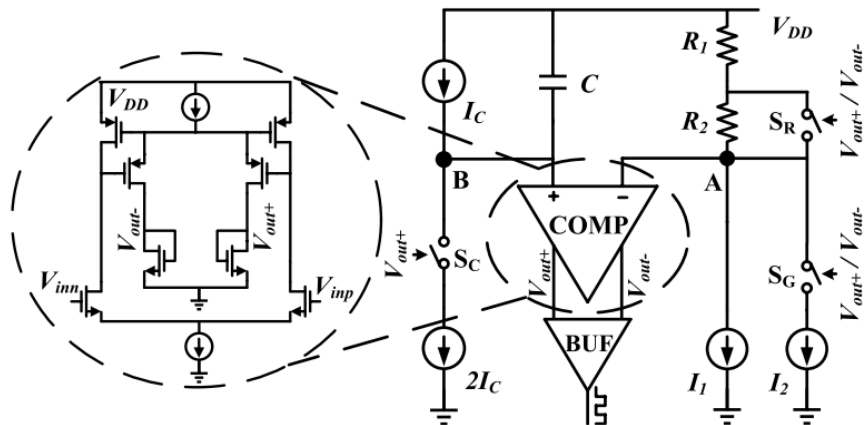 V_DD
V_out-
V_out+
V_inn
V_inp
I_C
C
B
V_out+
S_C
2I_C
+
−
COMP
V_out+
V_out-
BUF
R_1
V_DD
R_2
S_R
V_out+ / V_out-
A
S_G
V_out+ / V_out-
I_1
I_2